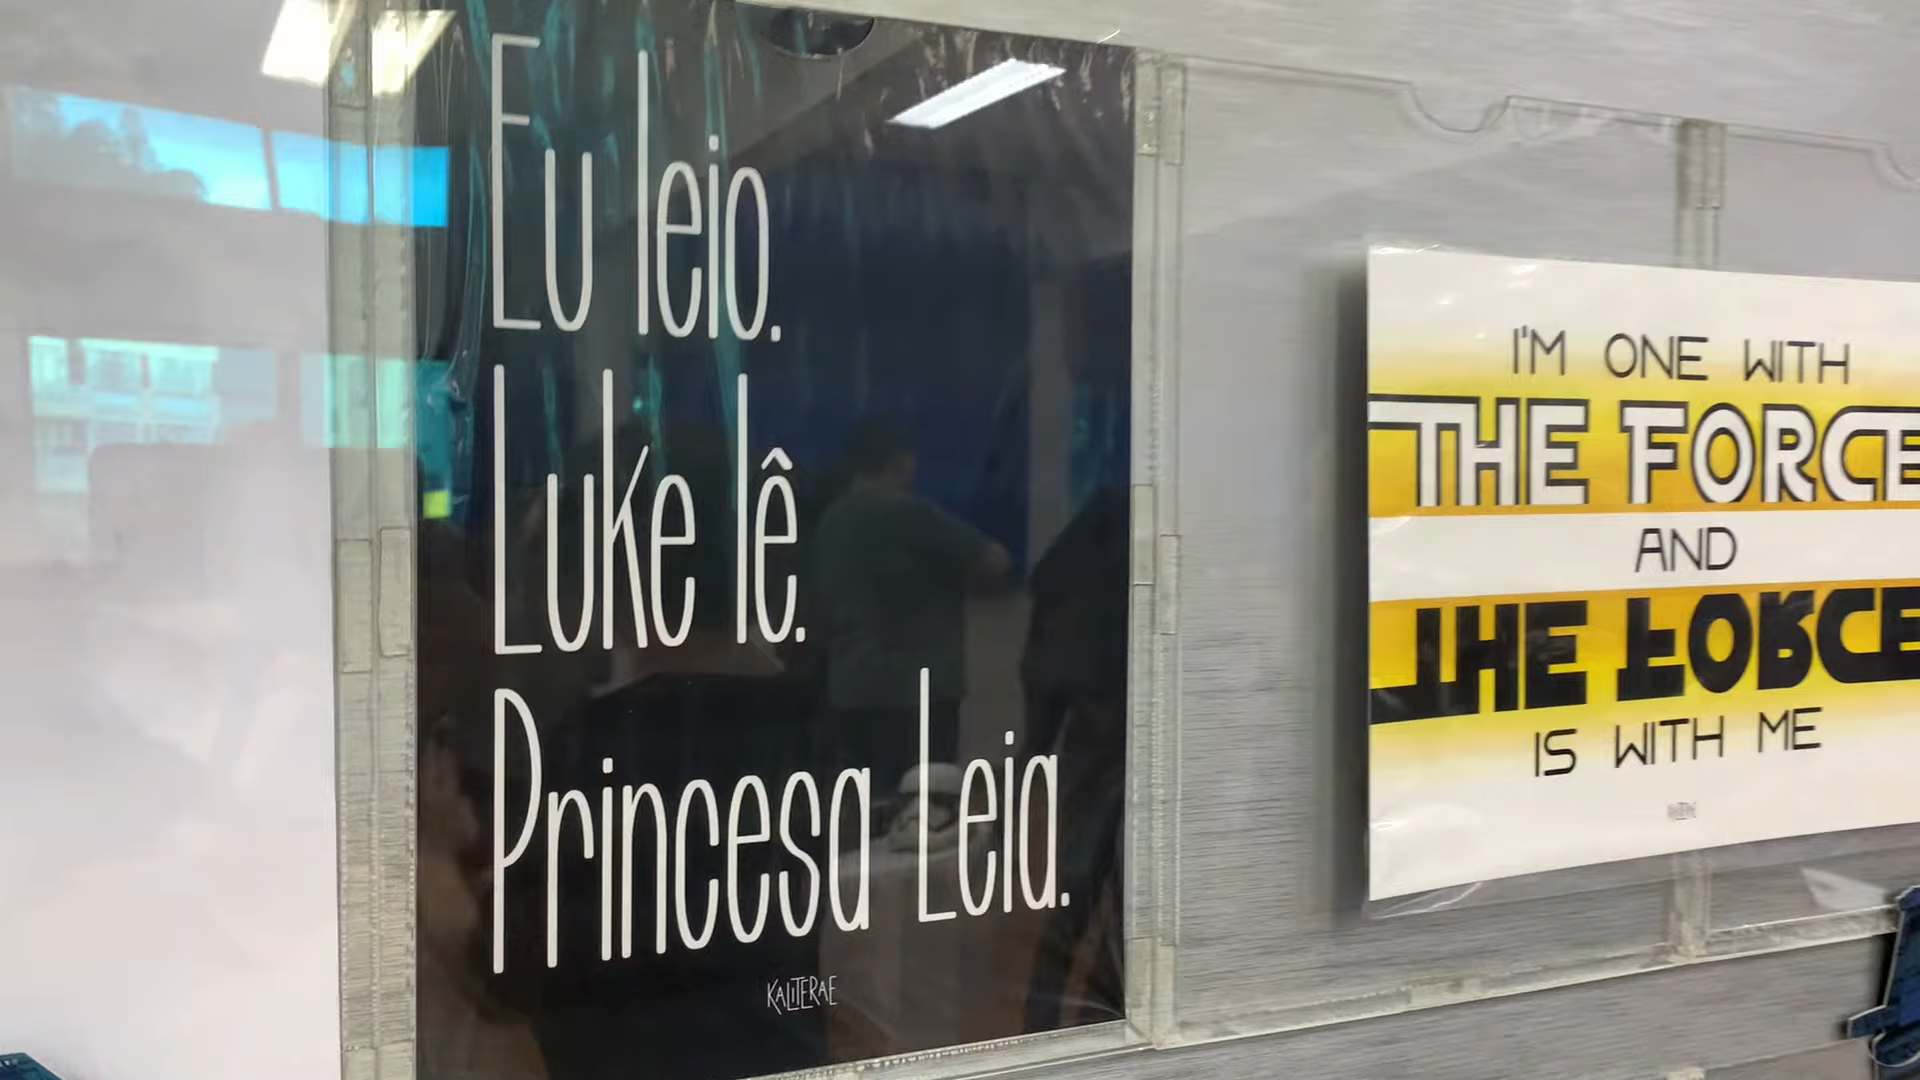 Eu leio.
Luke lê.
Princesa Leia.
KALITERAE
I'M ONE WITH
THE FORCE
AND
THE FORCE
IS WITH ME